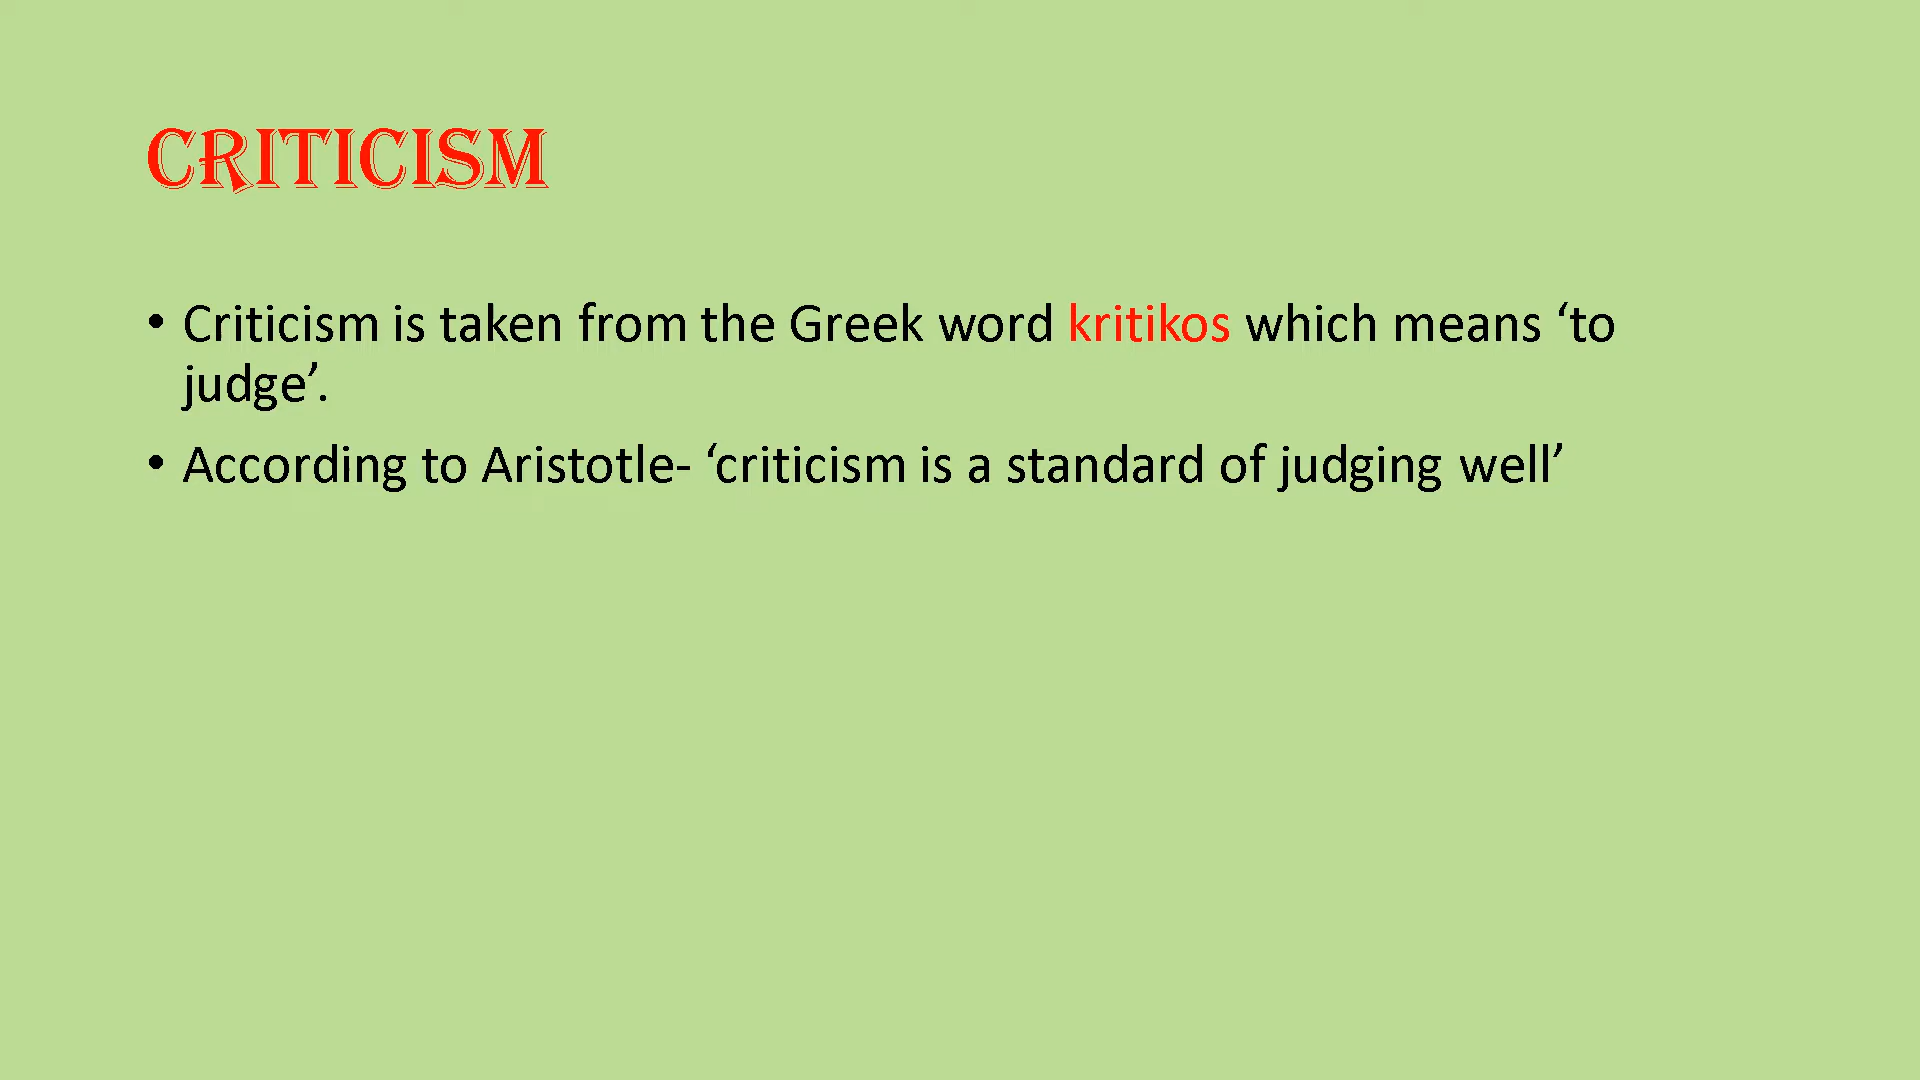 CRITICISM
• Criticism is taken from the Greek word kritikos which means ‘to
judge’.
• According to Aristotle- ‘criticism is a standard of judging well’